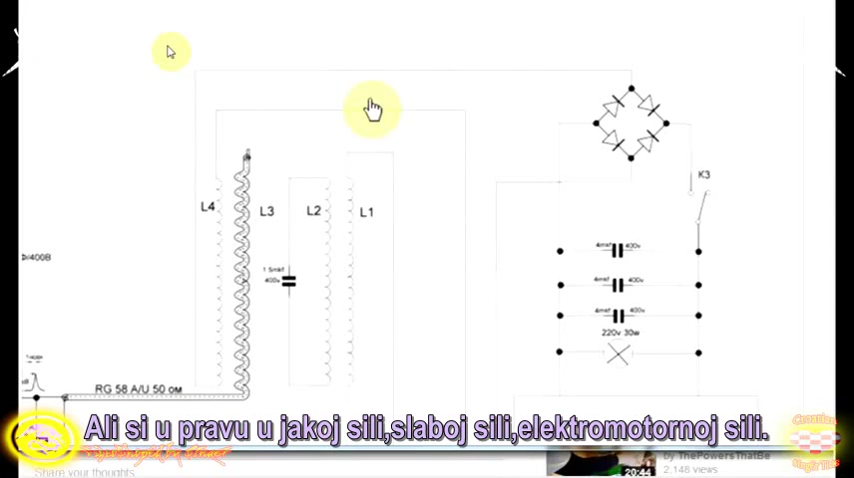 K3
L4
L3
L2
L1
4mkf 400v
1.5mkf
400v
4mkf 400v
4mkf 400v
220v 30w
RG 58 A/U 50 ом
Ali si u pravu u jakoj sili,slaboj sili,elektromotornoj sili.
by ThePowersThatBe
2,148 views
20:44
Share your thoughts
Croatian